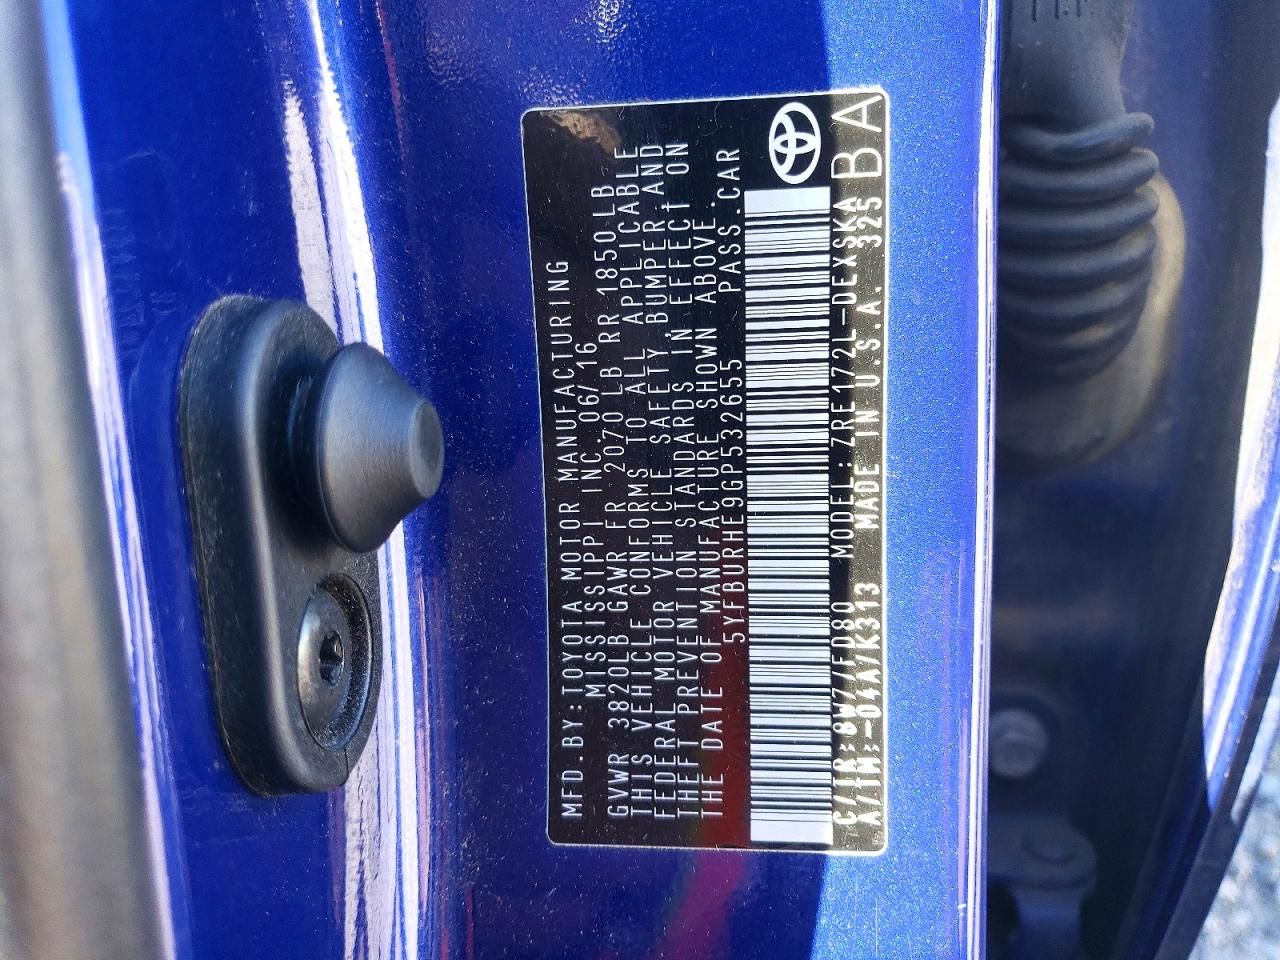 MFD.BY:TOYOTA MOTOR MANUFACTURING
MISSISSIPPI INC. 06/16
GVWR 3820LB GAWR FR 2070 LB RR 1850 LB
THIS VEHICLE CONFORMS TO ALL APPLICABLE
FEDERAL MOTOR VEHICLE SAFETY, BUMPER, AND
THEFT PREVENTION STANDARDS IN EFFECT ON
THE DATE OF MANUFACTURE SHOWN ABOVE.
5YFBURHE9GP532655 PASS.CAR
C/TR: 8W7/FD80 MODEL: ZRE172L-DEXSKA
A/TM:-04A/K313 MADE IN U.S.A. 325 BA